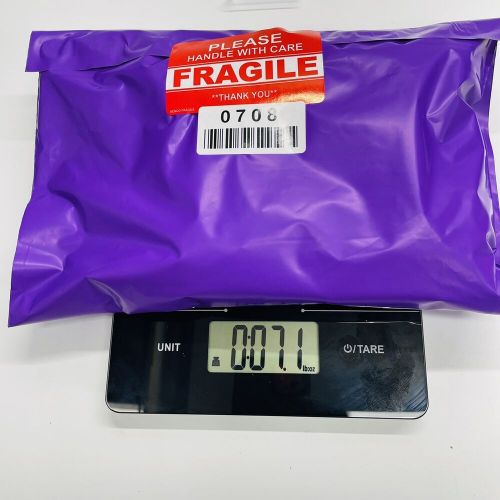 PLEASE
HANDLE WITH CARE
FRAGILE
**THANK YOU**
0708
UNIT
0:07.1
lb:oz
⏻/TARE